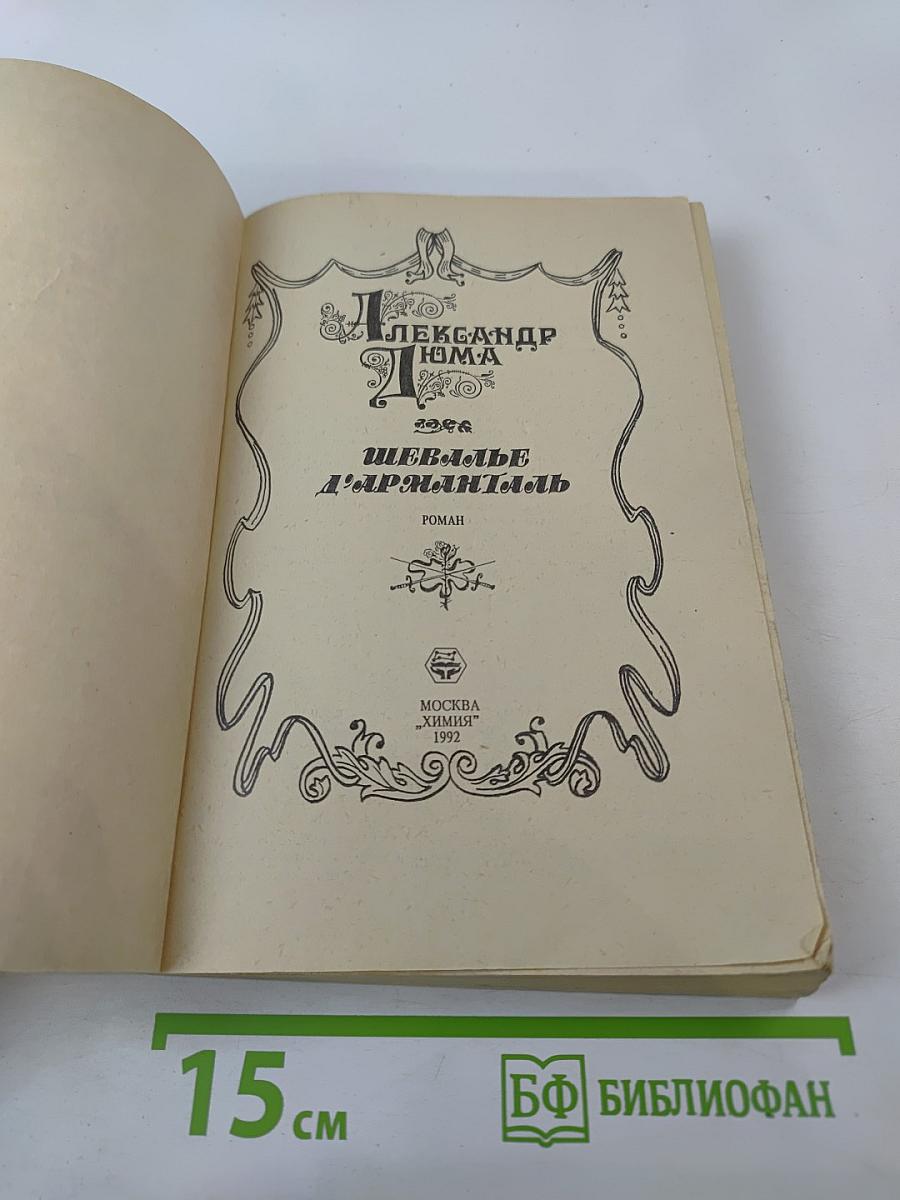 Александр
Дюма
Шевалье
д'Арманталь
РОМАН
МОСКВА
„ХИМИЯ”
1992
15 см
БФ БИБЛИОФАН